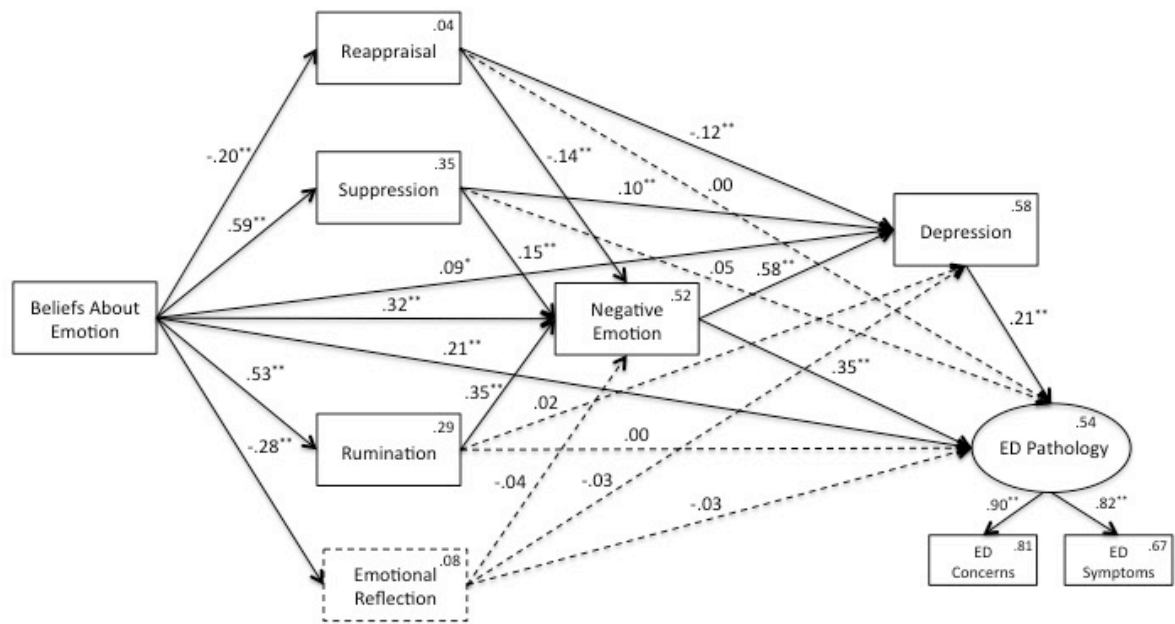 .04
Reappraisal
-.12**
-.20**
-.14**
.00
.35
Suppression
.10**
.58
Depression
.59**
.15**
.09*
.58**
.05
Beliefs About
Emotion
.32**
.52
Negative
Emotion
.21**
.21**
.35**
.53**
.35**
.02
.29
Rumination
.00
.54
ED Pathology
-.28**
-.04
-.03
-.03
.90**
.82**
.08
Emotional
Reflection
.81
ED
Concerns
.67
ED
Symptoms